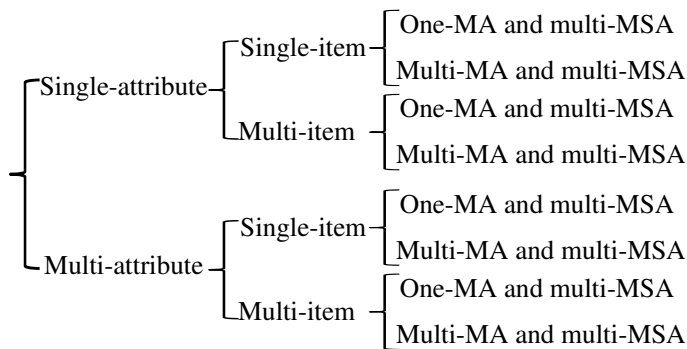 One-MA and multi-MSA
Single-item
Multi-MA and multi-MSA
Single-attribute
One-MA and multi-MSA
Multi-item
Multi-MA and multi-MSA
One-MA and multi-MSA
Single-item
Multi-MA and multi-MSA
Multi-attribute
One-MA and multi-MSA
Multi-item
Multi-MA and multi-MSA